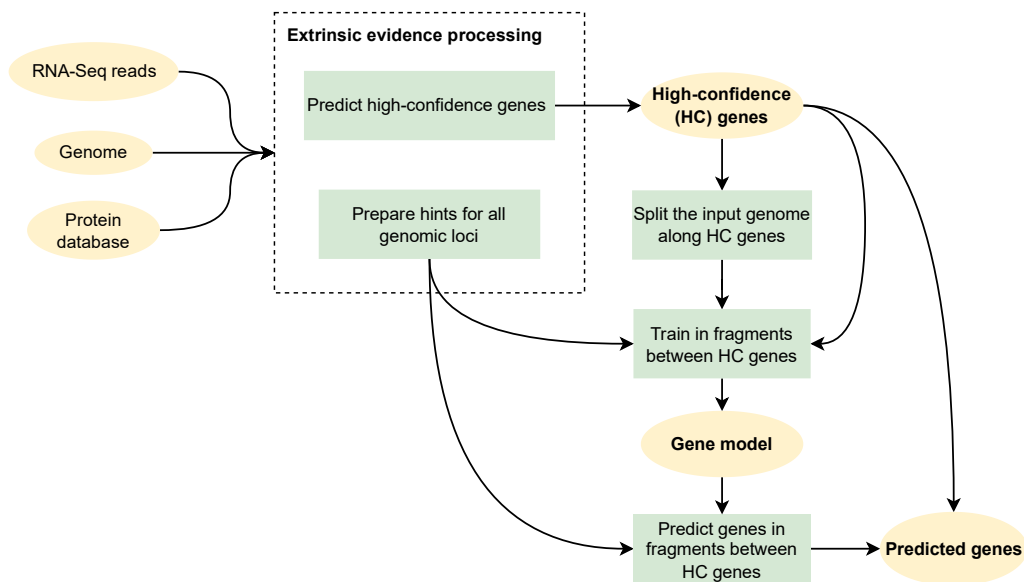 Extrinsic evidence processing
RNA-Seq reads
Genome
Protein
database
Predict high-confidence genes
Prepare hints for all
genomic loci
High-confidence
(HC) genes
Split the input genome
along HC genes
Train in fragments
between HC genes
Gene model
Predict genes in
fragments between
HC genes
Predicted genes